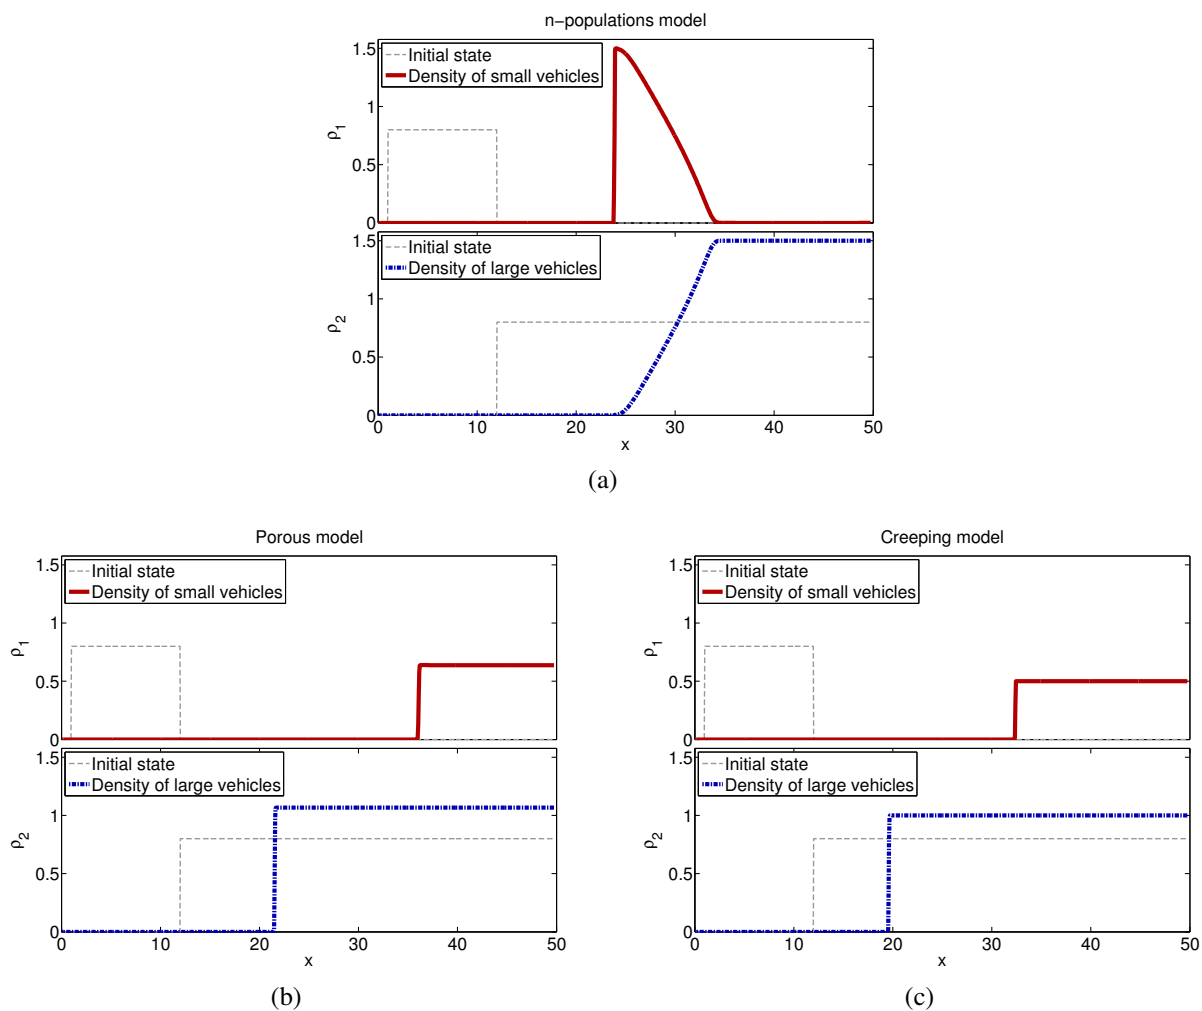 n−populations model
Initial state
Density of small vehicles
1.5
1
0.5
0
ρ1
Initial state
Density of large vehicles
1.5
1
0.5
0
ρ2
0 10 20 30 40 50
x
(a)
Porous model
Initial state
Density of small vehicles
1.5
1
0.5
0
ρ1
Initial state
Density of large vehicles
1.5
1
0.5
0
ρ2
0 10 20 30 40 50
x
(b)
Creeping model
Initial state
Density of small vehicles
1.5
1
0.5
0
ρ1
Initial state
Density of large vehicles
1.5
1
0.5
0
ρ2
0 10 20 30 40 50
x
(c)